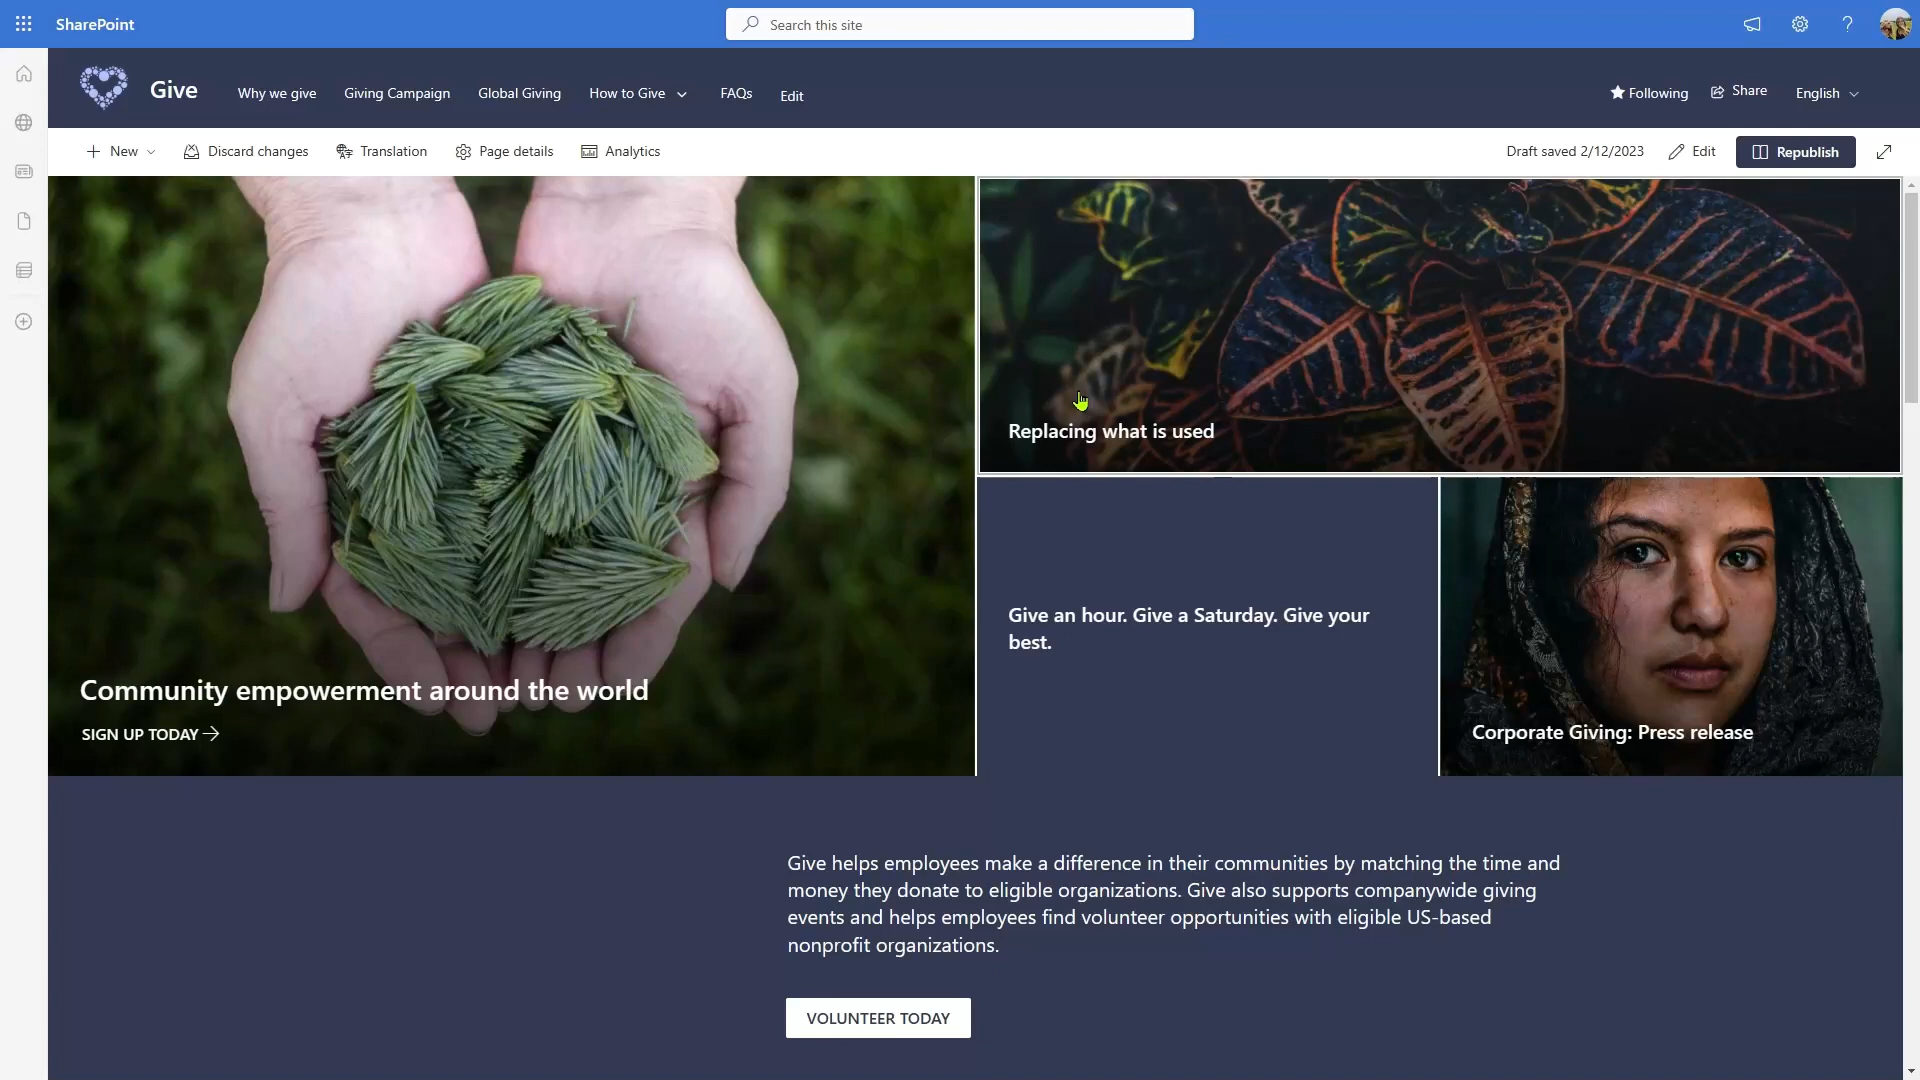 SharePoint
Search this site
Give
Why we give
Giving Campaign
Global Giving
How to Give
FAQs
Edit
Following
Share
English
New
Discard changes
Translation
Page details
Analytics
Draft saved 2/12/2023
Edit
Republish
Replacing what is used
Give an hour. Give a Saturday. Give your
best.
Community empowerment around the world
SIGN UP TODAY
Corporate Giving: Press release
Give helps employees make a difference in their communities by matching the time and
money they donate to eligible organizations. Give also supports companywide giving
events and helps employees find volunteer opportunities with eligible US-based
nonprofit organizations.
VOLUNTEER TODAY